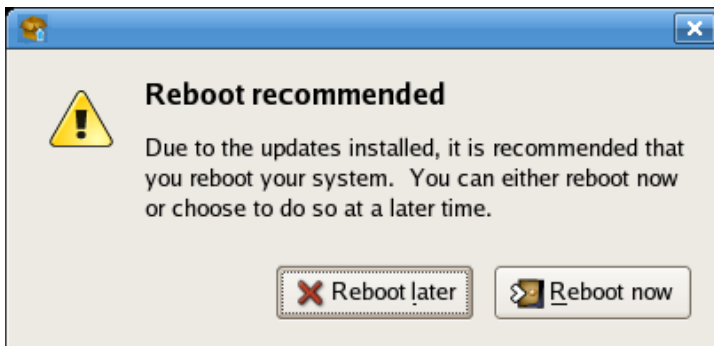 Reboot recommended
Due to the updates installed, it is recommended that
you reboot your system.  You can either reboot now
or choose to do so at a later time.
Reboot later
Reboot now